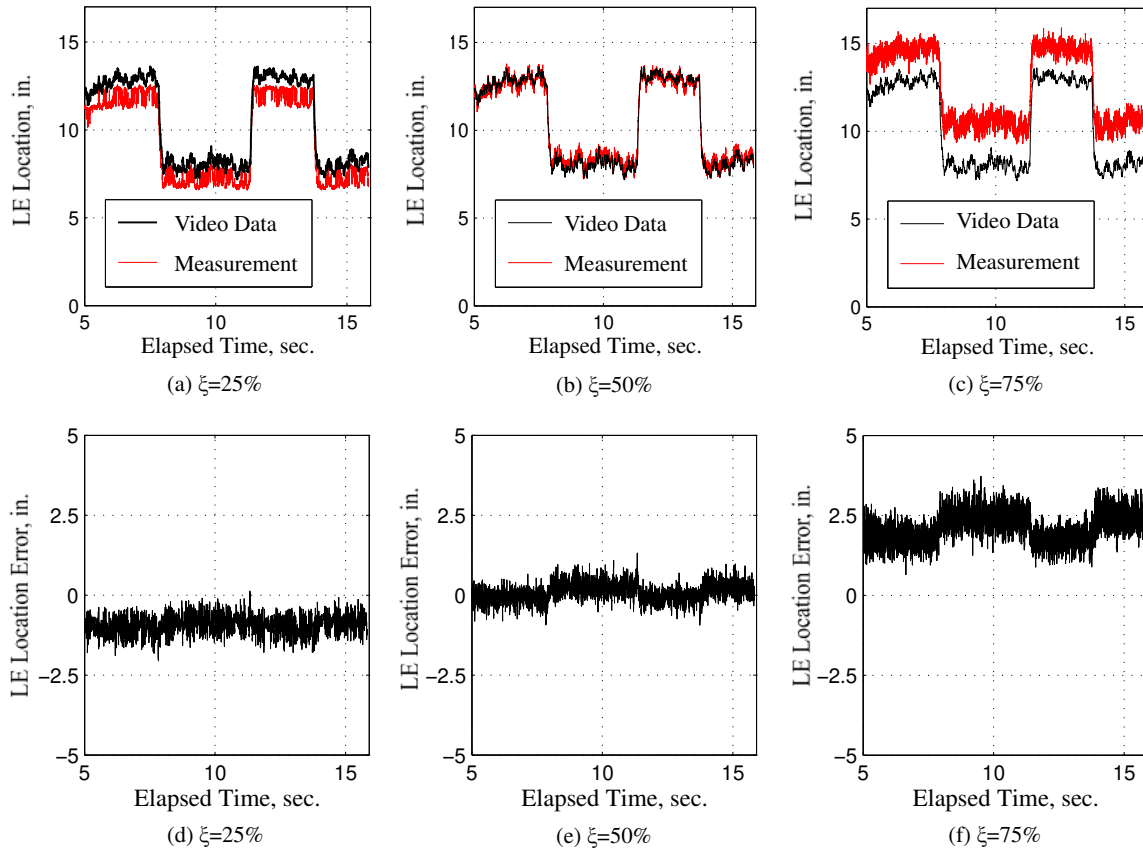 15
10
5
0
LE Location, in.
Video Data
Measurement
5
10
15
Elapsed Time, sec.
(a) ξ=25%
15
10
5
0
LE Location, in.
Video Data
Measurement
5
10
15
Elapsed Time, sec.
(b) ξ=50%
15
10
5
0
LE Location, in.
Video Data
Measurement
5
10
15
Elapsed Time, sec.
(c) ξ=75%
5
2.5
0
−2.5
−5
LE Location Error, in.
5
10
15
Elapsed Time, sec.
(d) ξ=25%
5
2.5
0
−2.5
−5
LE Location Error, in.
5
10
15
Elapsed Time, sec.
(e) ξ=50%
5
2.5
0
−2.5
−5
LE Location Error, in.
5
10
15
Elapsed Time, sec.
(f) ξ=75%